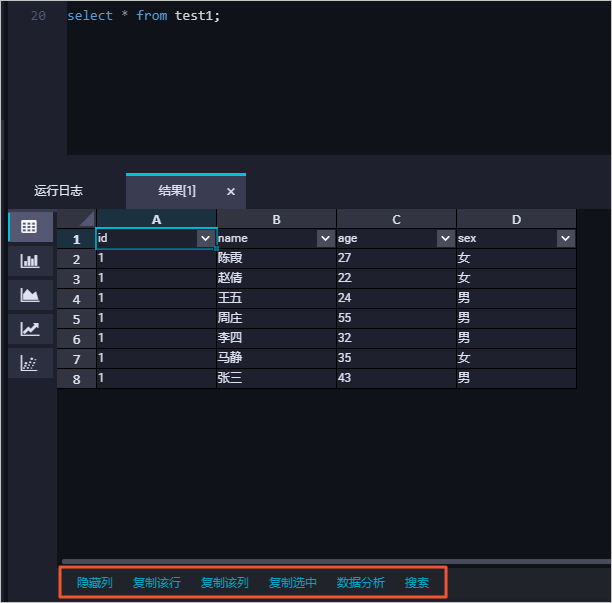 20 select * from test1;
运行日志 结果[1] ×
A B C D
1 id name age sex
2 1 陈霞 27 女
3 1 赵倩 22 女
4 1 王五 24 男
5 1 周庄 55 男
6 1 李四 32 男
7 1 马静 35 女
8 1 张三 43 男
隐藏列 复制该行 复制该列 复制选中 数据分析 搜索